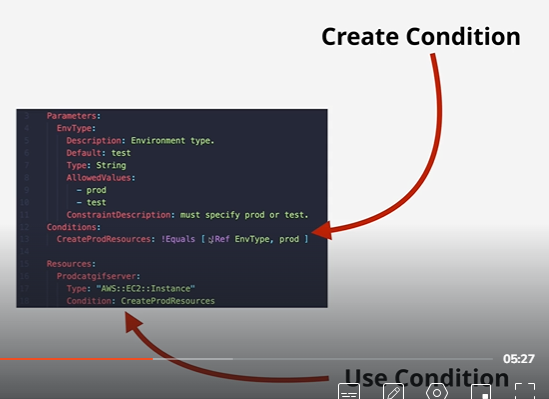 Create Condition
Parameters:
EnvType:
Description: Environment type.
Default: test
Type: String
AllowedValues:
- prod
- test
ConstraintDescription: must specify prod or test.
Conditions:
CreateProdResources: !Equals [ !Ref EnvType, prod ]
Resources:
Prodcatgifserver:
Type: "AWS::EC2::Instance"
Condition: CreateProdResources
05:27
Use Condition